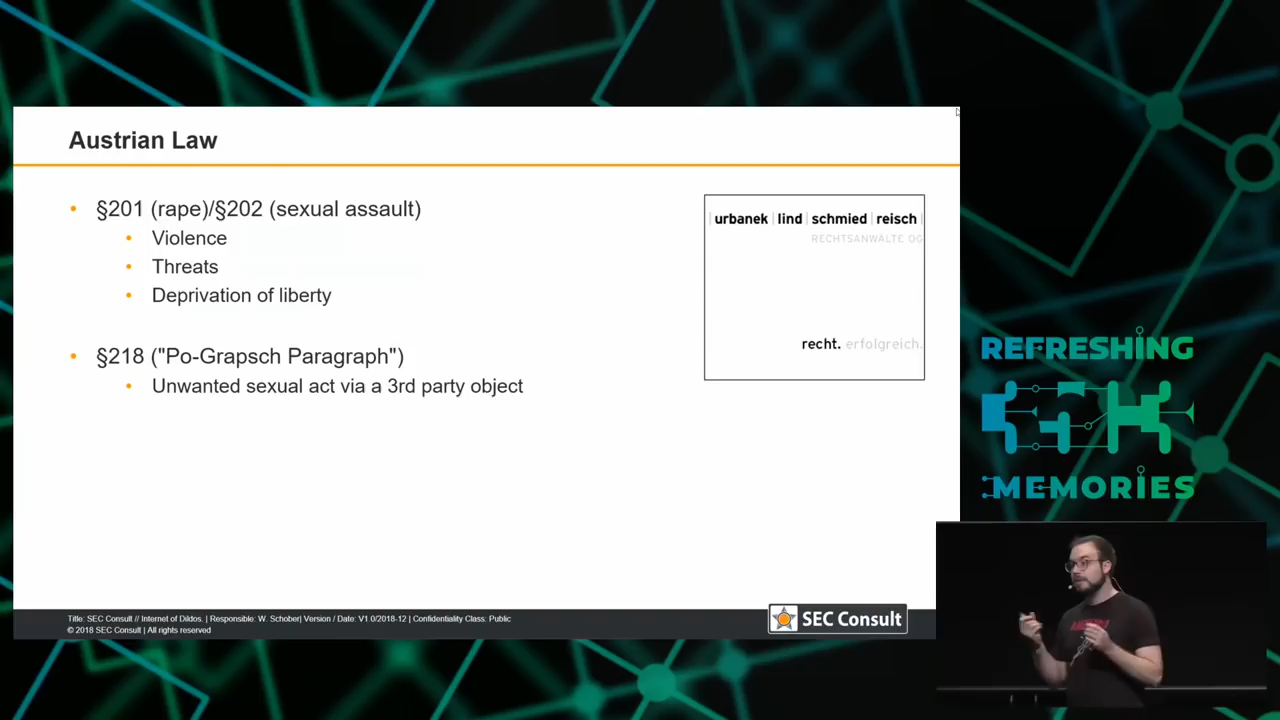 Austrian Law
• §201 (rape)/§202 (sexual assault)
• Violence
• Threats
• Deprivation of liberty
• §218 ("Po-Grapsch Paragraph")
• Unwanted sexual act via a 3rd party object
| urbanek | lind | schmied | reisch |
RECHTSANWALTE OG
recht. erfolgreich.
REFRESHING
MEMORIES
Title: SEC Consult // Internet of Dildos. | Responsible: W. Schober| Version / Date: V1.0/2018-12 | Confidentiality Class: Public
© 2018 SEC Consult | All rights reserved
SEC Consult